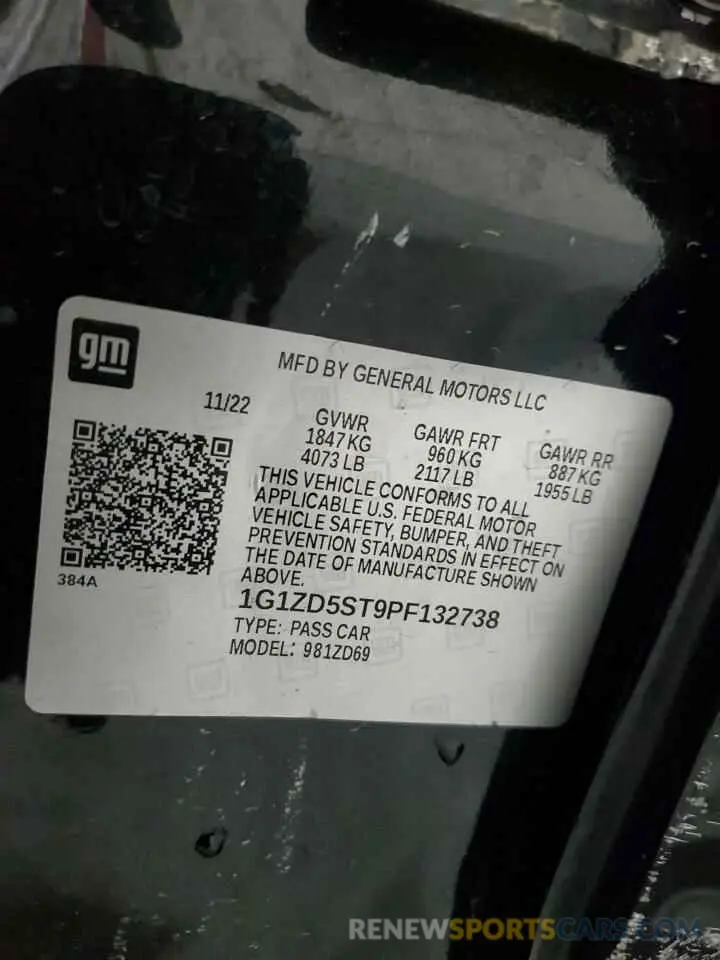 gm
MFD BY GENERAL MOTORS LLC
11/22
GVWR
1847 KG
4073 LB
GAWR FRT
960 KG
2117 LB
GAWR RR
887 KG
1955 LB
THIS VEHICLE CONFORMS TO ALL
APPLICABLE U.S. FEDERAL MOTOR
VEHICLE SAFETY, BUMPER, AND THEFT
PREVENTION STANDARDS IN EFFECT ON
THE DATE OF MANUFACTURE SHOWN
ABOVE.
384A
1G1ZD5ST9PF132738
TYPE: PASS CAR
MODEL: 981ZD69
RENEWSPORTSCARS.COM